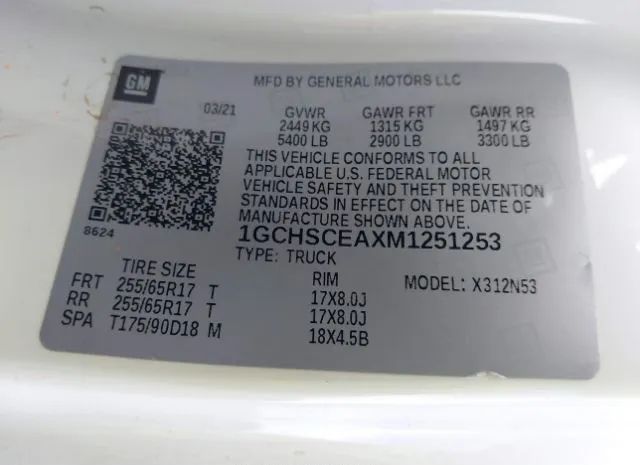 GM
MFD BY GENERAL MOTORS LLC
03/21 GVWR GAWR FRT GAWR RR
2449 KG 1315 KG 1497 KG
5400 LB 2900 LB 3300 LB
THIS VEHICLE CONFORMS TO ALL
APPLICABLE U.S. FEDERAL MOTOR
VEHICLE SAFETY AND THEFT PREVENTION
STANDARDS IN EFFECT ON THE DATE OF
MANUFACTURE SHOWN ABOVE.
8624 1GCHSCEAXM1251253
TYPE: TRUCK
TIRE SIZE RIM MODEL: X312N53
FRT 255/65R17 T 17X8.0J
RR 255/65R17 T 17X8.0J
SPA T175/90D18 M 18X4.5B